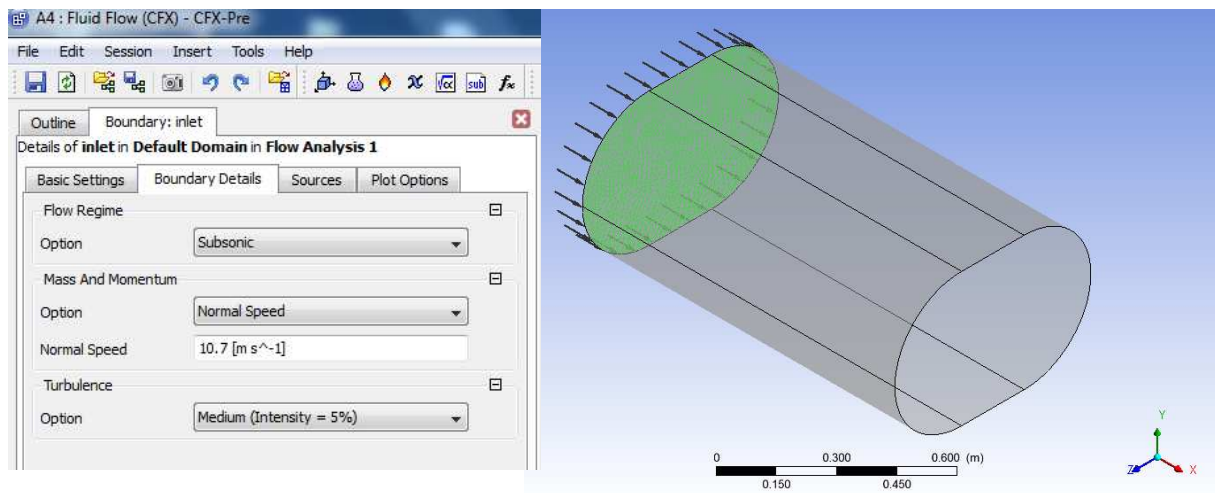 A4 : Fluid Flow (CFX) - CFX-Pre
File Edit Session Insert Tools Help
Outline Boundary: inlet
Details of inlet in Default Domain in Flow Analysis 1
Basic Settings Boundary Details Sources Plot Options
Flow Regime
Option Subsonic
Mass And Momentum
Option Normal Speed
Normal Speed 10.7 [m s^-1]
Turbulence
Option Medium (Intensity = 5%)
0 0.300 0.600 (m)
0.150 0.450
Y
Z X